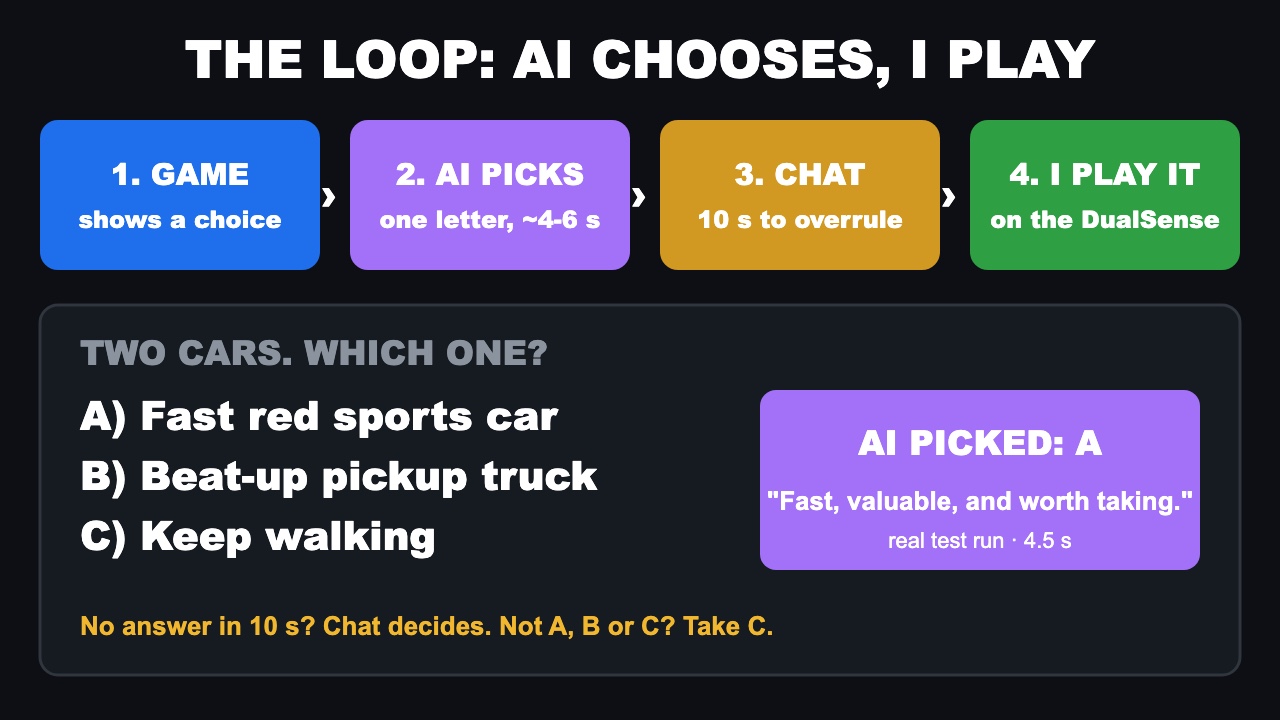 THE LOOP: AI CHOOSES, I PLAY
1. GAME
shows a choice
›
2. AI PICKS
one letter, ~4-6 s
›
3. CHAT
10 s to overrule
›
4. I PLAY IT
on the DualSense
TWO CARS. WHICH ONE?
A) Fast red sports car
B) Beat-up pickup truck
C) Keep walking
AI PICKED: A
"Fast, valuable, and worth taking."
real test run · 4.5 s
No answer in 10 s? Chat decides. Not A, B or C? Take C.